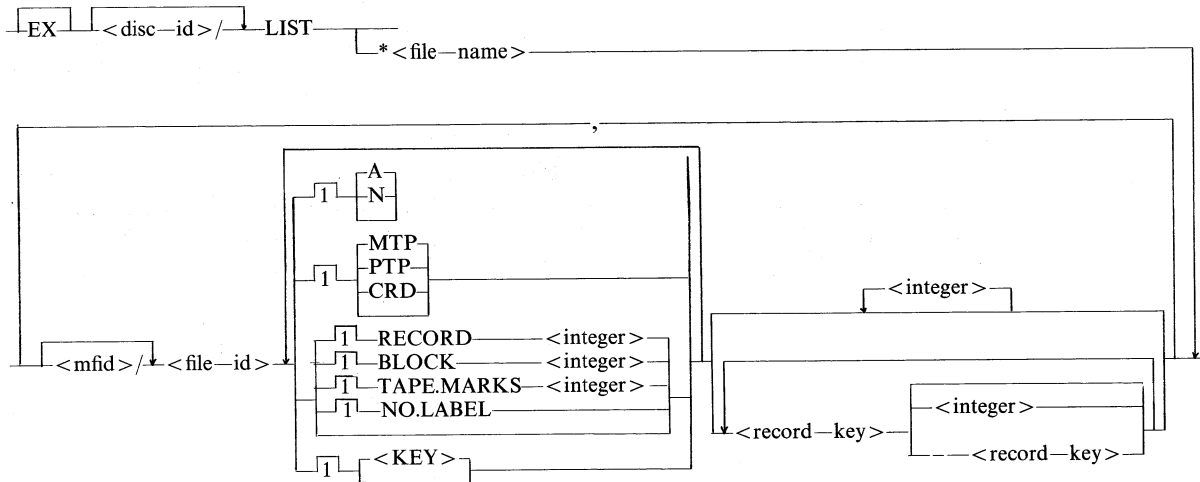 EX <disc—id>/ LIST
*<file—name>
,
A
1 N
MTP
1 PTP
CRD
<integer>
1 RECORD <integer>
<mfid>/ <file—id> 1 BLOCK <integer>
1 TAPE.MARKS <integer>
1 NO.LABEL
<integer>
<record—key>
<record—key>
1 <KEY>